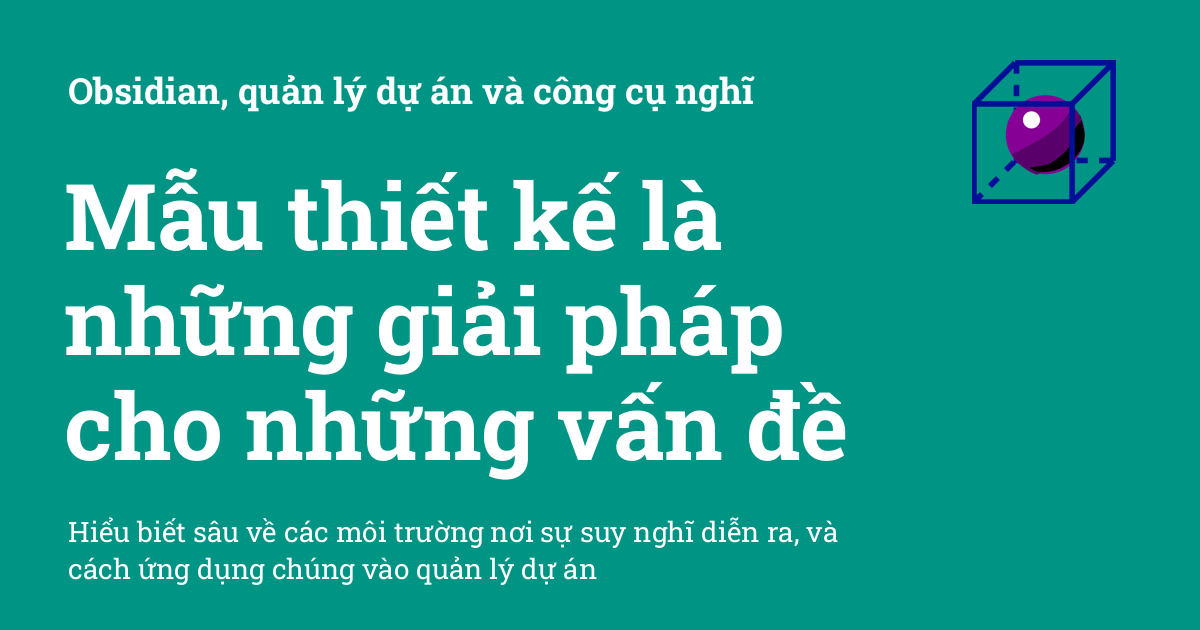 Obsidian, quản lý dự án và công cụ nghĩ
Mẫu thiết kế là
những giải pháp
cho những vấn đề
Hiểu biết sâu về các môi trường nơi sự suy nghĩ diễn ra, và
cách ứng dụng chúng vào quản lý dự án